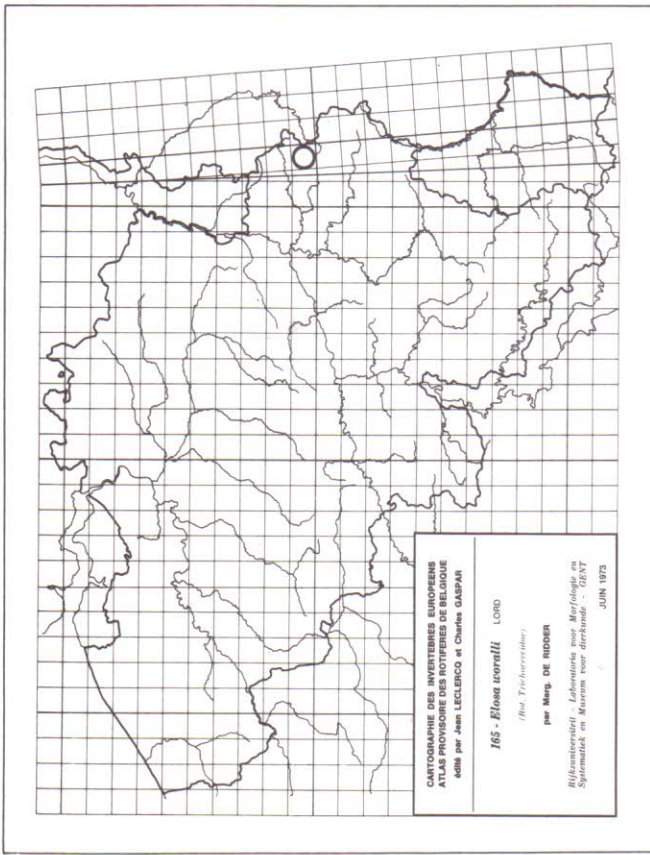 CARTOGRAPHIE DES INVERTEBRES EUROPEENS
ATLAS PROVISOIRE DES ROTIFERES DE BELGIQUE
édité par Jean LECLERCQ et Charles GASPAR
165 - Elosa woralli LORD
(Rot. Trichocercidae)
par Marg. DE RIDDER
Rijksuniversiteit - Laboratoria voor Morfologie en
Systematiek en Museum voor dierkunde - GENT
JUIN 1973